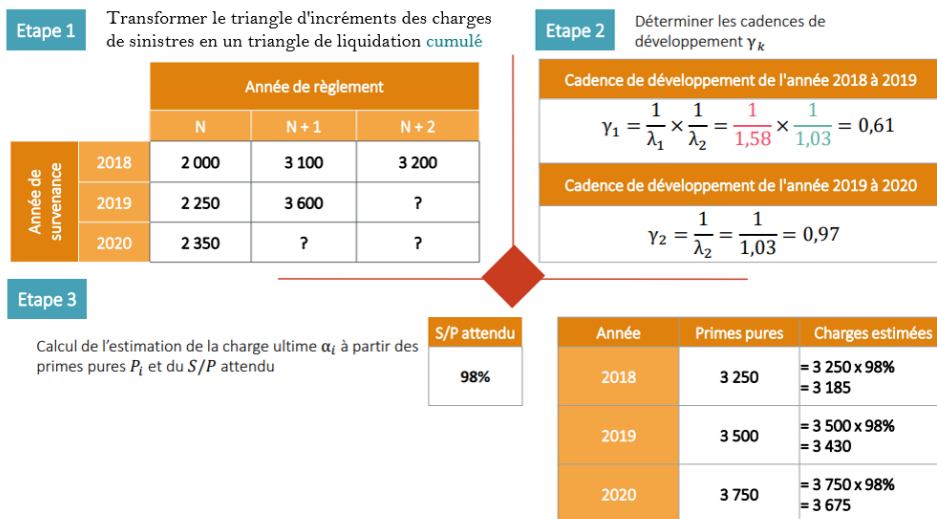 Etape 1
Transformer le triangle d'incréments des charges
de sinistres en un triangle de liquidation cumulé
Année de règlement
N N + 1 N + 2
Année de survenance
2018 2 000 3 100 3 200
2019 2 250 3 600 ?
2020 2 350 ? ?
Etape 2
Déterminer les cadences de
développement γₖ
Cadence de développement de l'année 2018 à 2019
γ₁ = 1/λ₁ × 1/λ₂ = 1/1,58 × 1/1,03 = 0,61
Cadence de développement de l'année 2019 à 2020
γ₂ = 1/λ₂ = 1/1,03 = 0,97
Etape 3
Calcul de l'estimation de la charge ultime αᵢ à partir des
primes pures Pᵢ et du S/P attendu
S/P attendu
98%
Année Primes pures Charges estimées
2018 3 250 = 3 250 x 98%
= 3 185
2019 3 500 = 3 500 x 98%
= 3 430
2020 3 750 = 3 750 x 98%
= 3 675